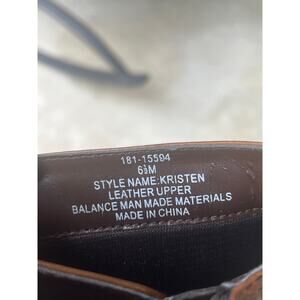 181-15594
6½M
STYLE NAME:KRISTEN
LEATHER UPPER
BALANCE MAN MADE MATERIALS
MADE IN CHINA